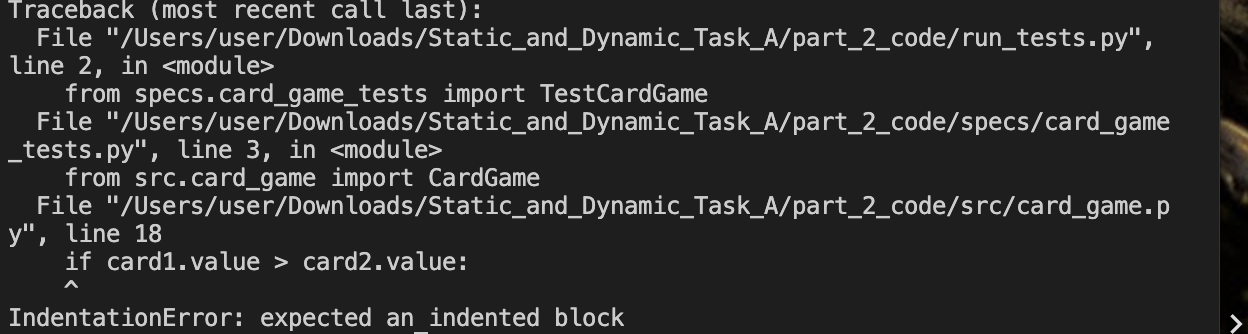 Traceback (most recent call last):
  File "/Users/user/Downloads/Static_and_Dynamic_Task_A/part_2_code/run_tests.py",
line 2, in <module>
    from specs.card_game_tests import TestCardGame
  File "/Users/user/Downloads/Static_and_Dynamic_Task_A/part_2_code/specs/card_game
_tests.py", line 3, in <module>
    from src.card_game import CardGame
  File "/Users/user/Downloads/Static_and_Dynamic_Task_A/part_2_code/src/card_game.p
y", line 18
    if card1.value > card2.value:
    ^
IndentationError: expected an indented block